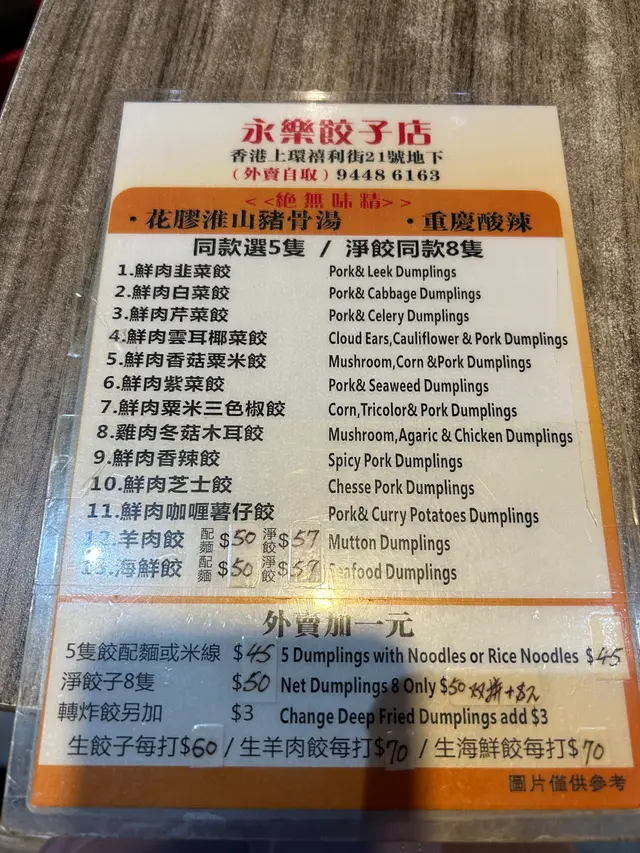 永樂餃子店
香港上環禧利街21號地下
(外賣自取) 9448 6163
<<絕無味精>>
·花膠淮山豬骨湯 ·重慶酸辣
同款選5隻 / 淨餃同款8隻
1.鮮肉韭菜餃 Pork& Leek Dumplings
2.鮮肉白菜餃 Pork& Cabbage Dumplings
3.鮮肉芹菜餃 Pork& Celery Dumplings
4.鮮肉雲耳椰菜餃 Cloud Ears,Cauliflower & Pork Dumplings
5.鮮肉香菇粟米餃 Mushroom,Corn &Pork Dumplings
6.鮮肉紫菜餃 Pork& Seaweed Dumplings
7.鮮肉粟米三色椒餃 Corn,Tricolor& Pork Dumplings
8.雞肉冬菇木耳餃 Mushroom,Agaric & Chicken Dumplings
9.鮮肉香辣餃 Spicy Pork Dumplings
10.鮮肉芝士餃 Chesse Pork Dumplings
11.鮮肉咖喱薯仔餃 Pork& Curry Potatoes Dumplings
12.羊肉餃 配麵 $50 淨餃 $57 Mutton Dumplings
13.海鮮餃 配麵 $50 淨餃 $57 Seafood Dumplings
外賣加一元
5隻餃配麵或米線 $45 5 Dumplings with Noodles or Rice Noodles $45
淨餃子8隻 $50 Net Dumplings 8 Only $50
轉炸餃另加 $3 Change Deep Fried Dumplings add $3
生餃子每打$60 / 生羊肉餃每打$70 / 生海鮮餃每打$70
圖片僅供參考